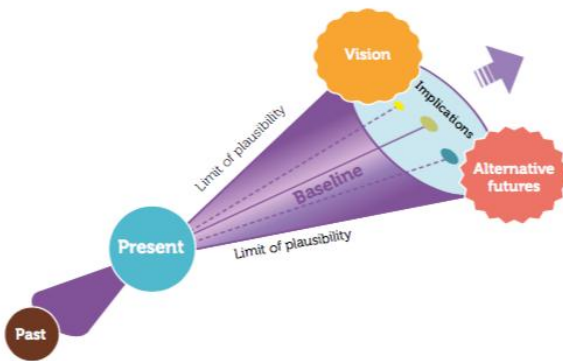 Vision
Implications
Limit of plausibility
Alternative
futures
Baseline
Present
Limit of plausibility
Past